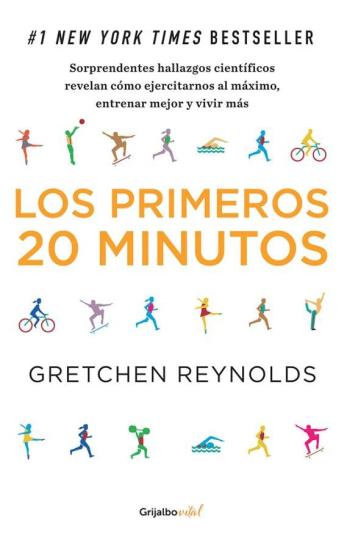 #1 NEW YORK TIMES BESTSELLER
Sorprendentes hallazgos científicos
revelan cómo ejercitarnos al máximo,
entrenar mejor y vivir más
LOS PRIMEROS
20 MINUTOS
GRETCHEN REYNOLDS
Grijalbo vital